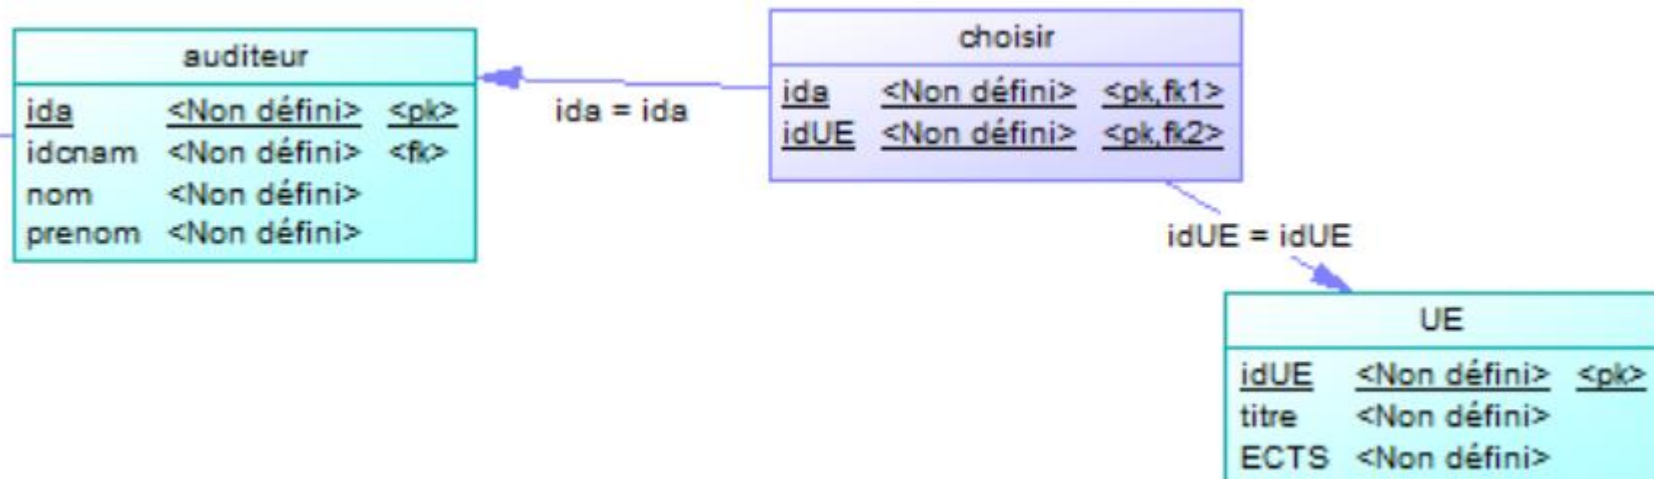 auditeur
ida <Non défini> <pk>
idcnam <Non défini> <fk>
nom <Non défini>
prenom <Non défini>
ida = ida
choisir
ida <Non défini> <pk,fk1>
idUE <Non défini> <pk,fk2>
idUE = idUE
UE
idUE <Non défini> <pk>
titre <Non défini>
ECTS <Non défini>